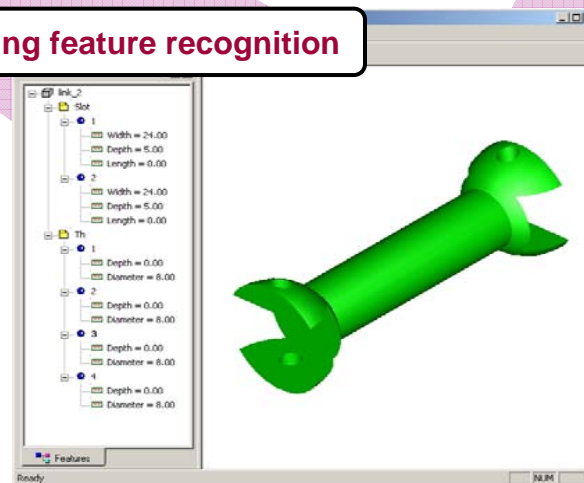 ng feature recognition
link_2
Slot
1
Width = 24.00
Depth = 5.00
Length = 0.00
2
Width = 24.00
Depth = 5.00
Length = 0.00
Th
1
Depth = 0.00
Diameter = 8.00
2
Depth = 0.00
Diameter = 8.00
3
Depth = 0.00
Diameter = 8.00
4
Depth = 0.00
Diameter = 8.00
Features
Ready NUM